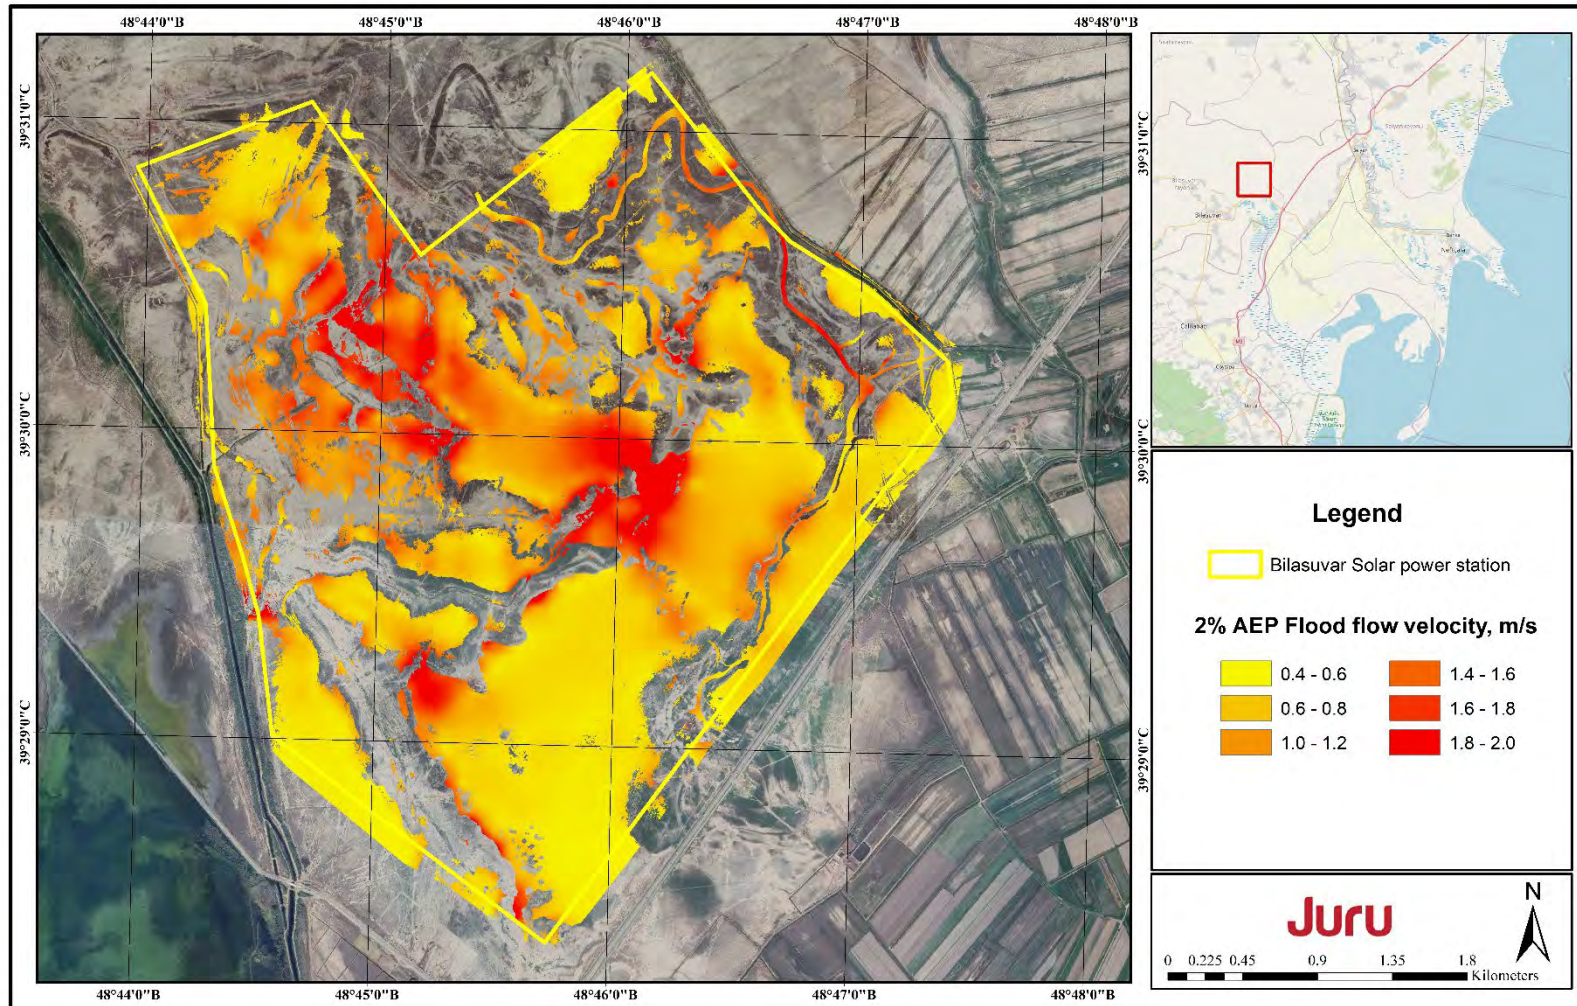 48°44'0"B 48°45'0"B 48°46'0"B 48°47'0"B 48°48'0"B
39°31'0"C
39°30'0"C
39°29'0"C
39°31'0"C
39°30'0"C
39°29'0"C
48°44'0"B 48°45'0"B 48°46'0"B 48°47'0"B 48°48'0"B
Biləsuvar
Neftçala
Legend
Bilasuvar Solar power station
2% AEP Flood flow velocity, m/s
0.4 - 0.6
1.4 - 1.6
0.6 - 0.8
1.6 - 1.8
1.0 - 1.2
1.8 - 2.0
Juru
N
0 0.225 0.45 0.9 1.35 1.8
Kilometers